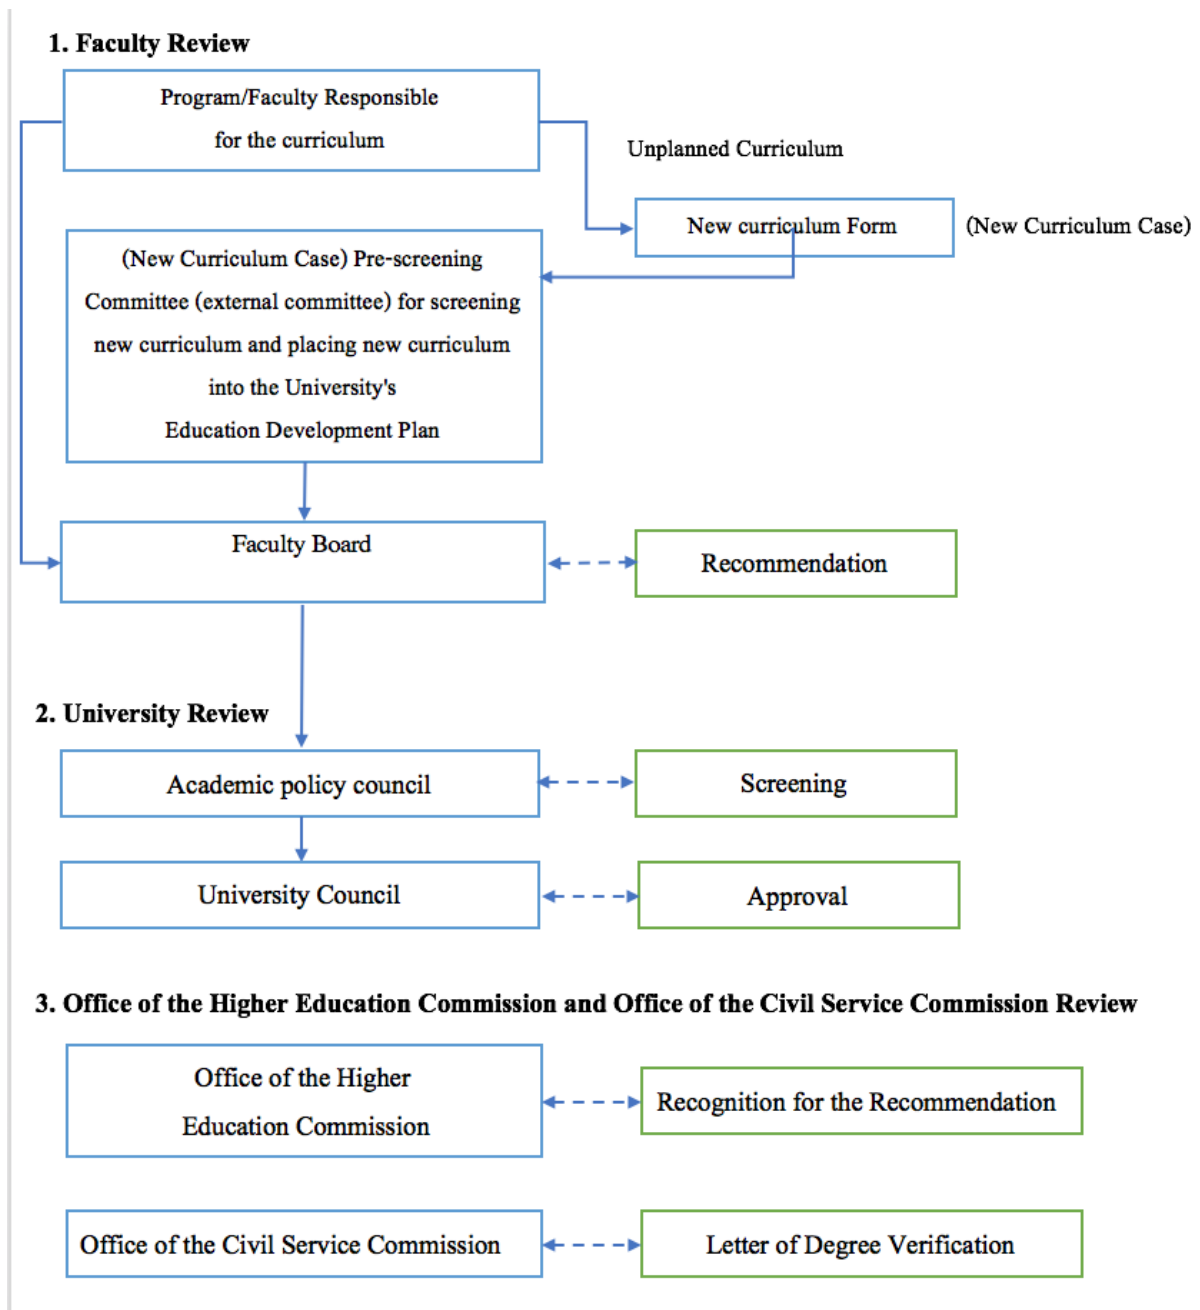 1. Faculty Review
Program/Faculty Responsible
for the curriculum
Unplanned Curriculum
New curriculum Form
(New Curriculum Case)
(New Curriculum Case) Pre-screening
Committee (external committee) for screening
new curriculum and placing new curriculum
into the University's
Education Development Plan
Faculty Board
Recommendation
2. University Review
Academic policy council
Screening
University Council
Approval
3. Office of the Higher Education Commission and Office of the Civil Service Commission Review
Office of the Higher
Education Commission
Recognition for the Recommendation
Office of the Civil Service Commission
Letter of Degree Verification